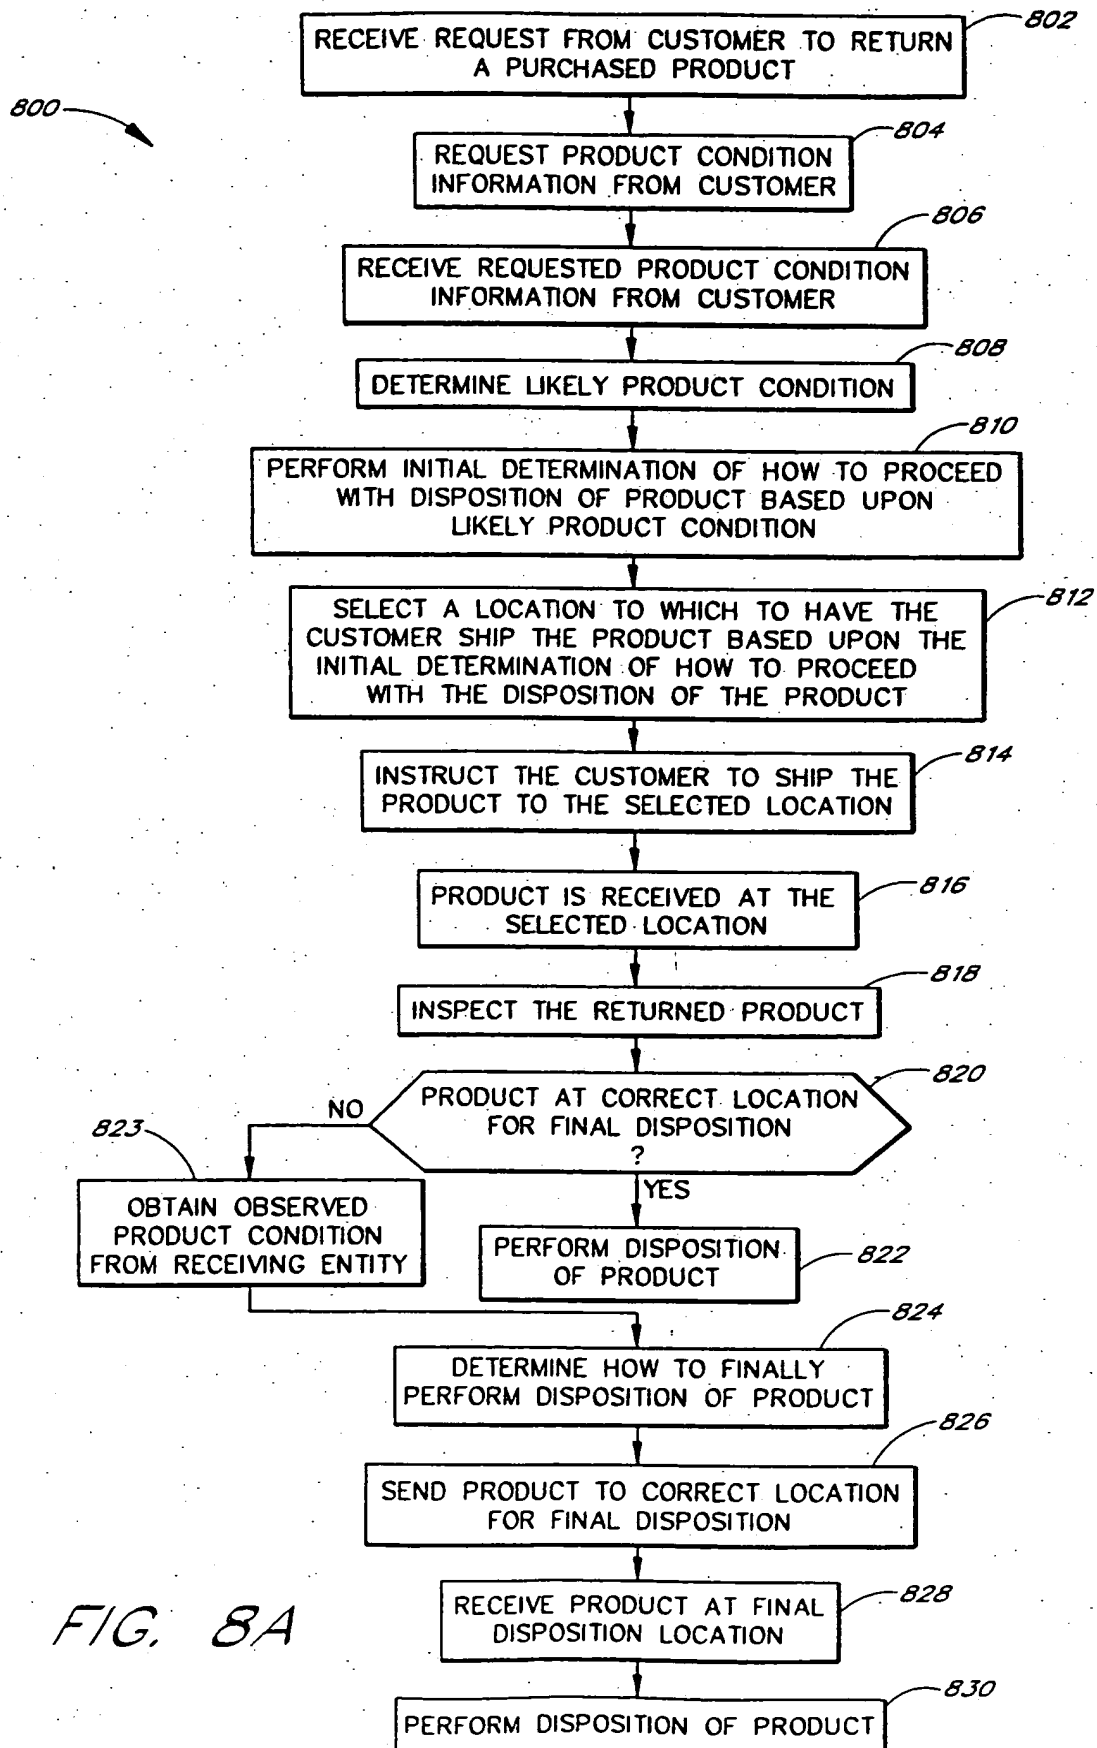 802
RECEIVE REQUEST FROM CUSTOMER TO RETURN
A PURCHASED PRODUCT
800
804
REQUEST PRODUCT CONDITION
INFORMATION FROM CUSTOMER
806
RECEIVE REQUESTED PRODUCT CONDITION
INFORMATION FROM CUSTOMER
808
DETERMINE LIKELY PRODUCT CONDITION
810
PERFORM INITIAL DETERMINATION OF HOW TO PROCEED
WITH DISPOSITION OF PRODUCT BASED UPON
LIKELY PRODUCT CONDITION
812
SELECT A LOCATION TO WHICH TO HAVE THE
CUSTOMER SHIP THE PRODUCT BASED UPON THE
INITIAL DETERMINATION OF HOW TO PROCEED
WITH THE DISPOSITION OF THE PRODUCT
814
INSTRUCT THE CUSTOMER TO SHIP THE
PRODUCT TO THE SELECTED LOCATION
816
PRODUCT IS RECEIVED AT THE
SELECTED LOCATION
818
INSPECT THE RETURNED PRODUCT
820
PRODUCT AT CORRECT LOCATION
FOR FINAL DISPOSITION
?
NO
823
YES
OBTAIN OBSERVED
PRODUCT CONDITION
FROM RECEIVING ENTITY
PERFORM DISPOSITION
OF PRODUCT
822
824
DETERMINE HOW TO FINALLY
PERFORM DISPOSITION OF PRODUCT
826
SEND PRODUCT TO CORRECT LOCATION
FOR FINAL DISPOSITION
828
RECEIVE PRODUCT AT FINAL
DISPOSITION LOCATION
FIG. 8A
830
PERFORM DISPOSITION OF PRODUCT